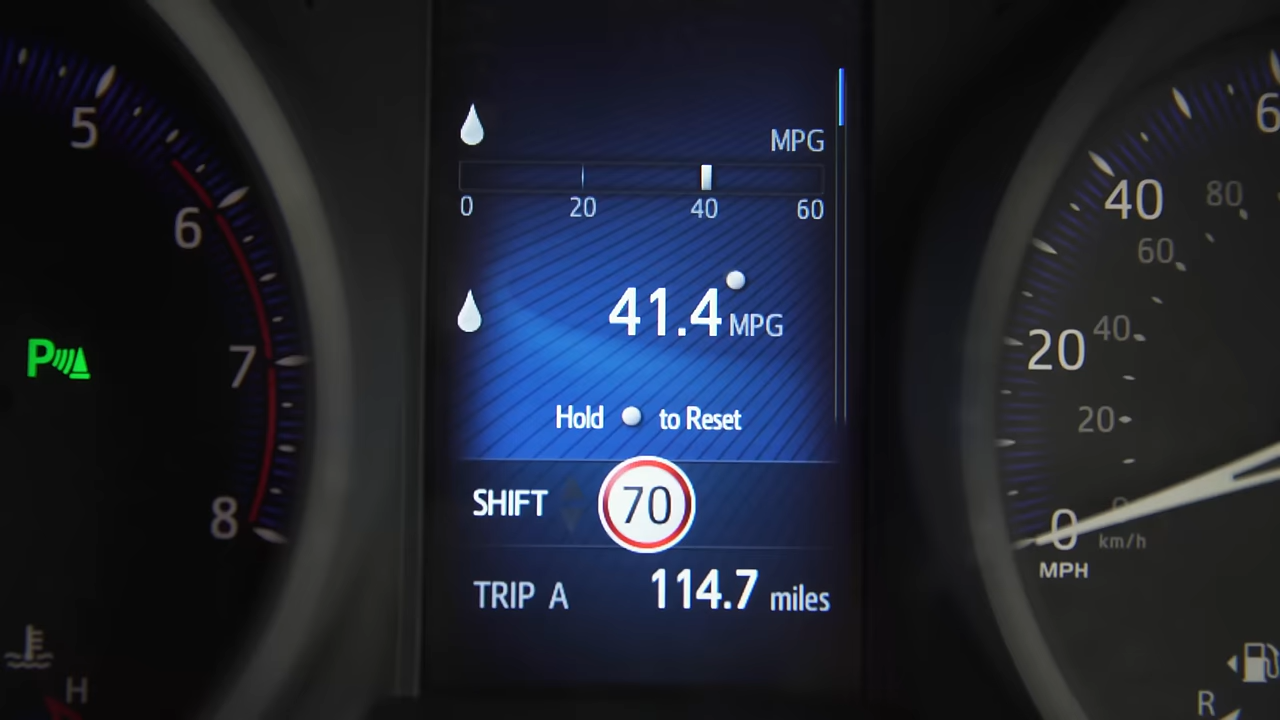 5
6
P
7
8
H
MPG
0 20 40 60
41.4 MPG
Hold to Reset
SHIFT 70
TRIP A 114.7 miles
40 80
60
20 40
20
0
km/h
MPH
R